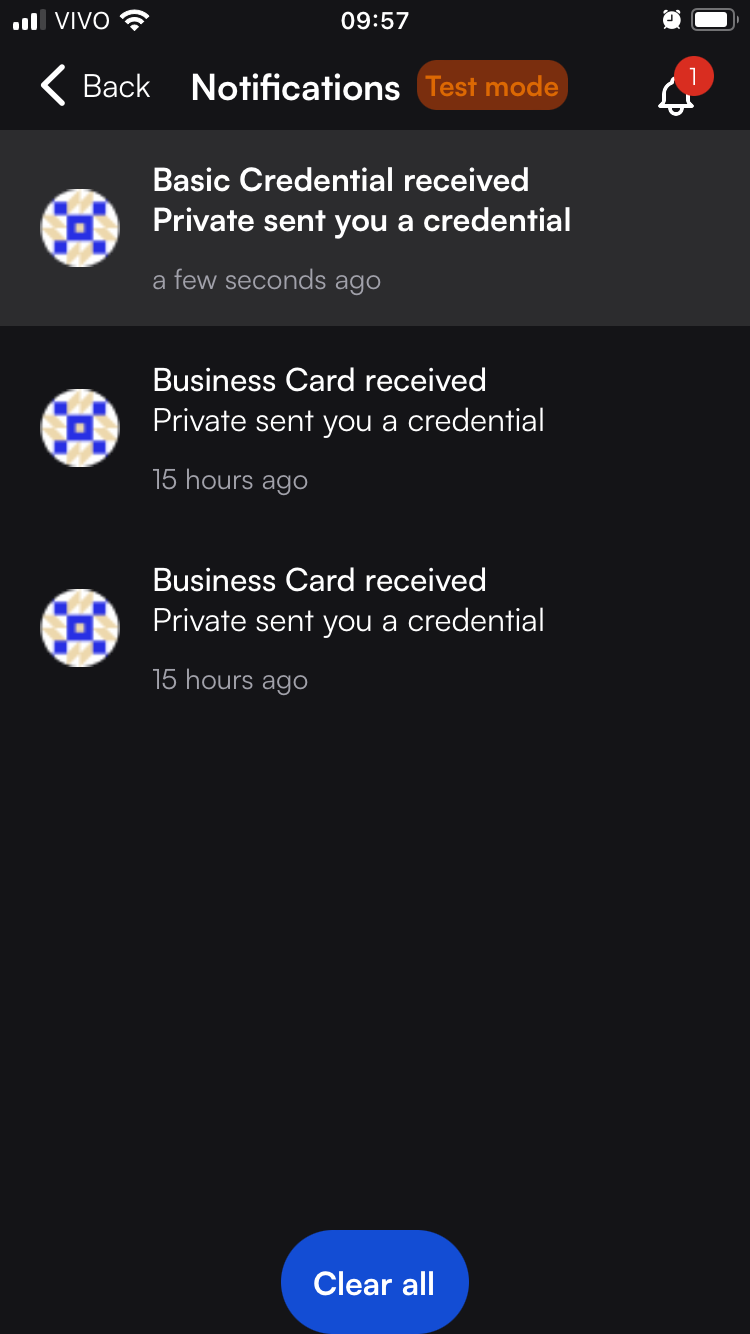 VIVO 09:57
Back Notifications Test mode 1
Basic Credential received
Private sent you a credential
a few seconds ago
Business Card received
Private sent you a credential
15 hours ago
Business Card received
Private sent you a credential
15 hours ago
Clear all